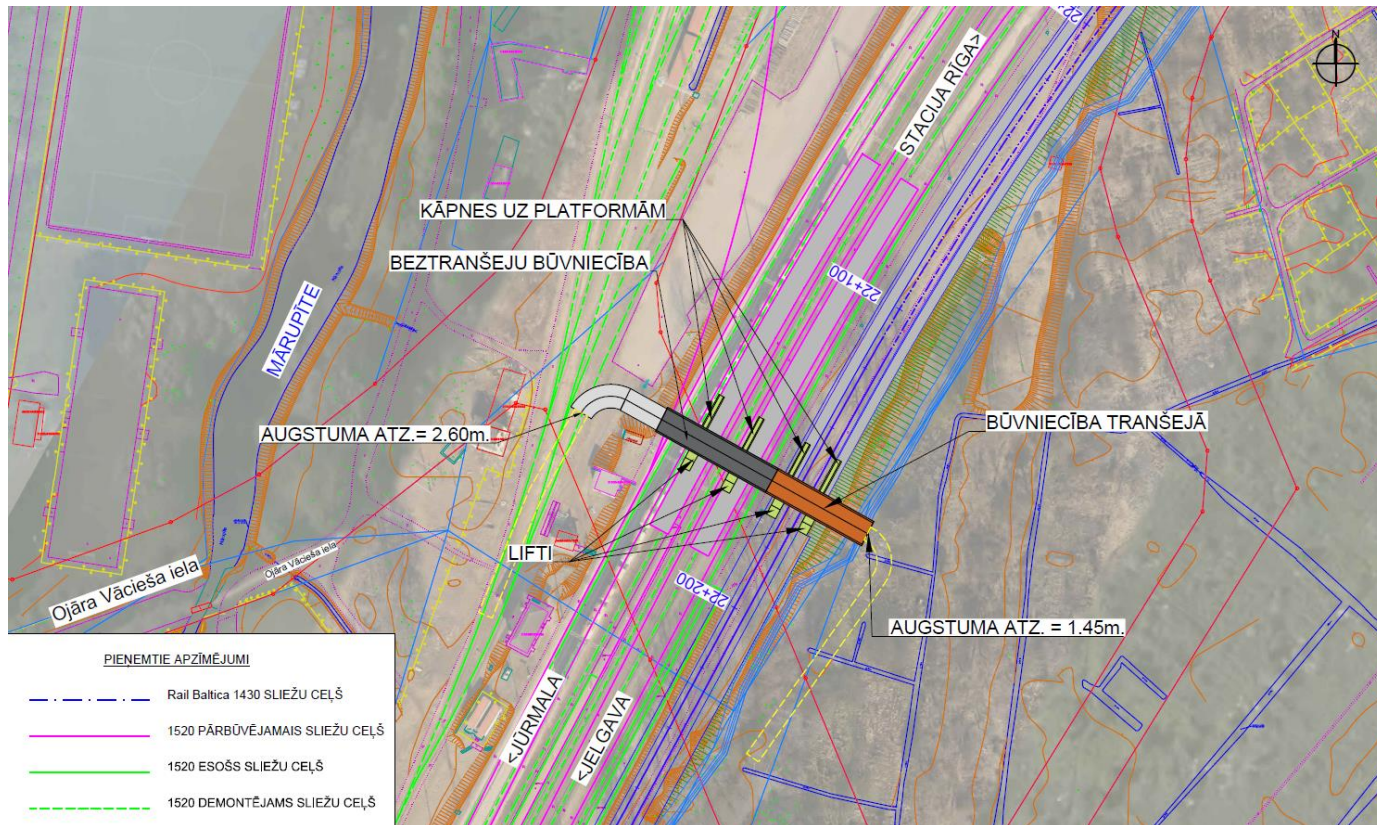 N
22+
STACIJA RĪGA>
KĀPNES UZ PLATFORMĀM
BEZTRANŠEJU BŪVNIECĪBA
22+100
MĀRUPĪTE
AUGSTUMA ATZ.= 2.60m.
BŪVNIECĪBA TRANŠEJĀ
LIFTI
Ojāra Vācieša iela
Ojāra Vācieša iela
22+200
AUGSTUMA ATZ. = 1.45m.
<JŪRMALA
<JELGAVA
PIEŅEMTIE APZĪMĒJUMI
Rail Baltica 1430 SLIEŽU CEĻŠ
1520 PĀRBŪVĒJAMAIS SLIEŽU CEĻŠ
1520 ESOŠS SLIEŽU CEĻŠ
1520 DEMONTĒJAMS SLIEŽU CEĻŠ